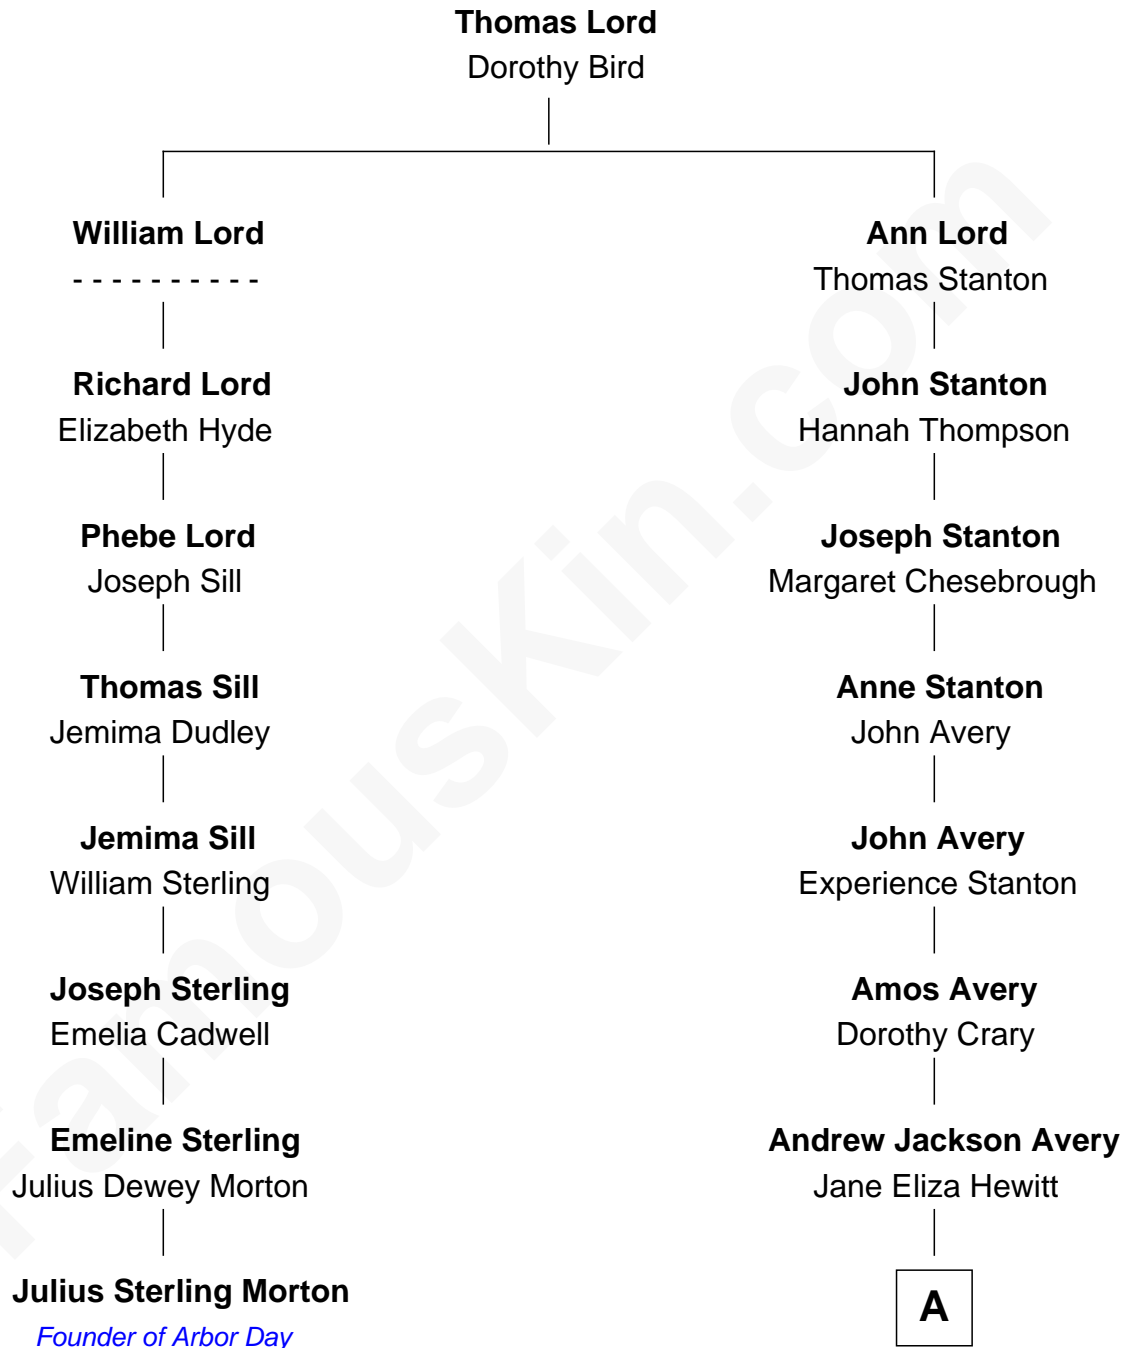 Thomas Lord
Dorothy Bird
William Lord
- - - - - - - - - -
Richard Lord
Elizabeth Hyde
Phebe Lord
Joseph Sill
Thomas Sill
Jemima Dudley
Jemima Sill
William Sterling
Joseph Sterling
Emelia Cadwell
Emeline Sterling
Julius Dewey Morton
Julius Sterling Morton
Founder of Arbor Day
Ann Lord
Thomas Stanton
John Stanton
Hannah Thompson
Joseph Stanton
Margaret Chesebrough
Anne Stanton
John Avery
John Avery
Experience Stanton
Amos Avery
Dorothy Crary
Andrew Jackson Avery
Jane Eliza Hewitt
A
FamousKin.com